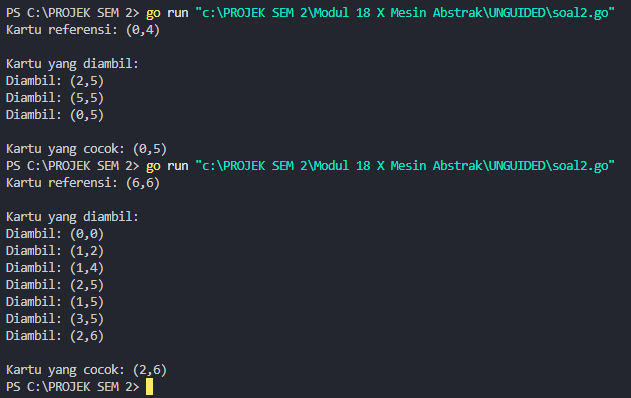 PS C:\PROJEK SEM 2> go run "c:\PROJEK SEM 2\Modul 18 X Mesin Abstrak\UNGUIDED\soal2.go"
Kartu referensi: (0,4)
Kartu yang diambil:
Diambil: (2,5)
Diambil: (5,5)
Diambil: (0,5)
Kartu yang cocok: (0,5)
PS C:\PROJEK SEM 2> go run "c:\PROJEK SEM 2\Modul 18 X Mesin Abstrak\UNGUIDED\soal2.go"
Kartu referensi: (6,6)
Kartu yang diambil:
Diambil: (0,0)
Diambil: (1,2)
Diambil: (1,4)
Diambil: (2,5)
Diambil: (1,5)
Diambil: (3,5)
Diambil: (2,6)
Kartu yang cocok: (2,6)
PS C:\PROJEK SEM 2>